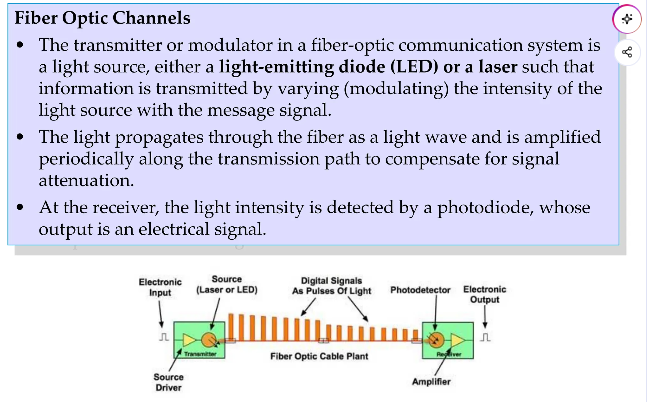 Fiber Optic Channels
• The transmitter or modulator in a fiber-optic communication system is
a light source, either a light-emitting diode (LED) or a laser such that
information is transmitted by varying (modulating) the intensity of the
light source with the message signal.
• The light propagates through the fiber as a light wave and is amplified
periodically along the transmission path to compensate for signal
attenuation.
• At the receiver, the light intensity is detected by a photodiode, whose
output is an electrical signal.
Electronic
Input
Source
(Laser or LED)
Digital Signals
As Pulses Of Light
Photodetector
Electronic
Output
Transmitter
Fiber Optic Cable Plant
Receiver
Source
Driver
Amplifier